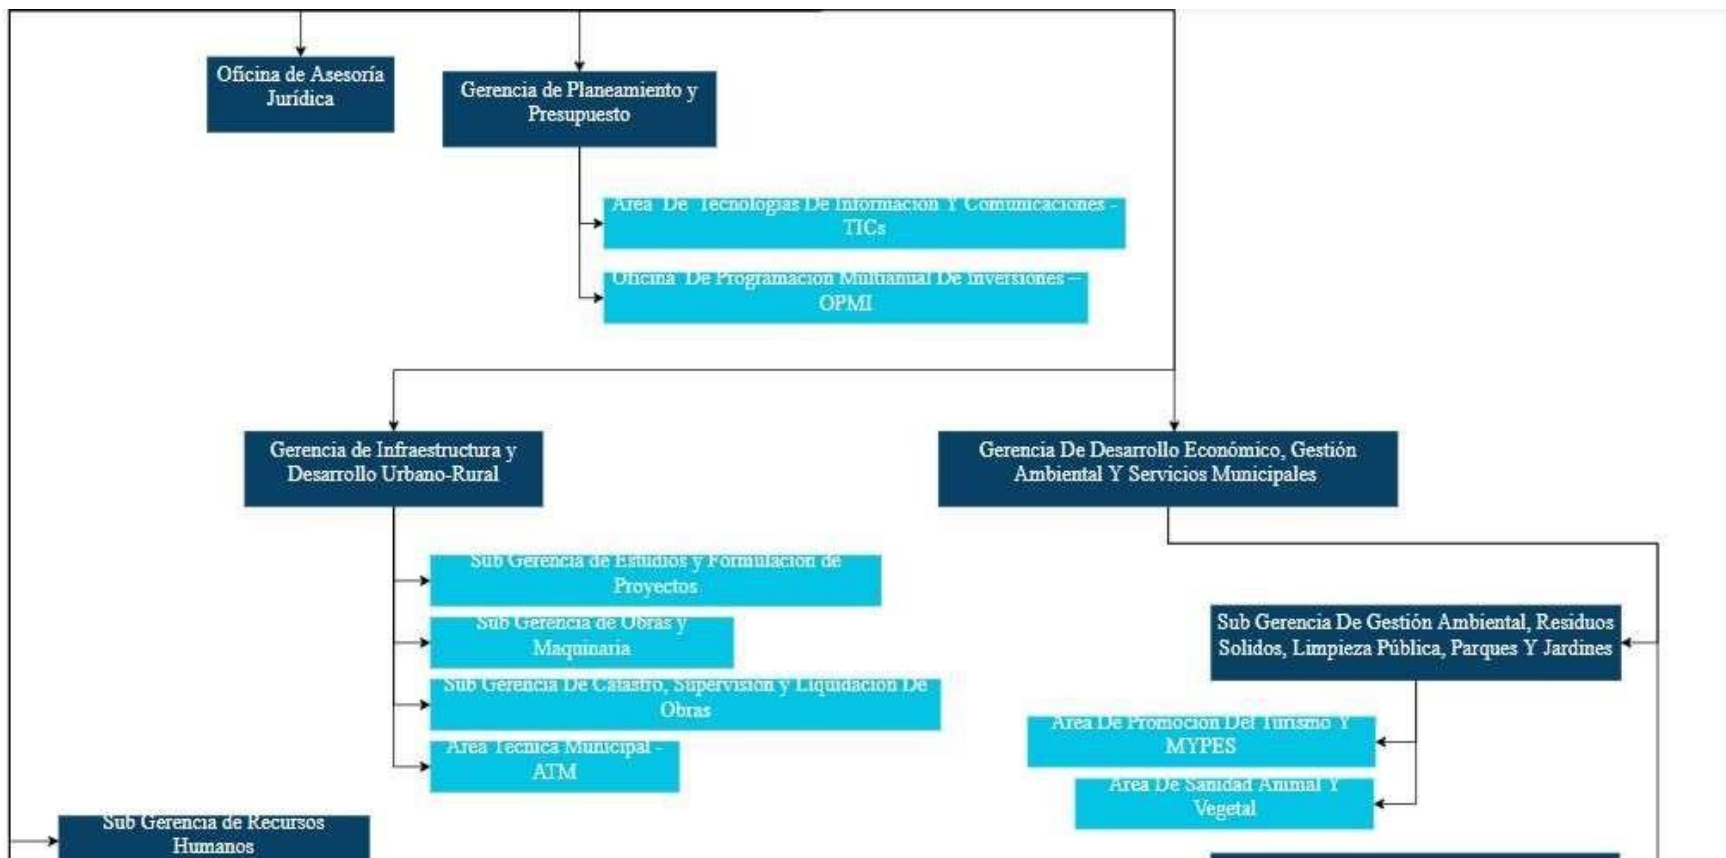 Oficina de Asesoría
Jurídica
Gerencia de Planeamiento y
Presupuesto
Area De Tecnologias De Informacion Y Comunicaciones -
TICs
Oficina De Programacion Multianual De Inversiones –
OPMI
Gerencia de Infraestructura y
Desarrollo Urbano-Rural
Gerencia De Desarrollo Económico, Gestión
Ambiental Y Servicios Municipales
Sub Gerencia de Estudios y Formulacion de
Proyectos
Sub Gerencia de Obras y
Maquinaria
Sub Gerencia De Catastro, Supervision y Liquidacion De
Obras
Area Tecnica Municipal -
ATM
Sub Gerencia De Gestión Ambiental, Residuos
Solidos, Limpieza Pública, Parques Y Jardines
Area De Promocion Del Turismo Y
MYPES
Area De Sanidad Animal Y
Vegetal
Sub Gerencia de Recursos
Humanos